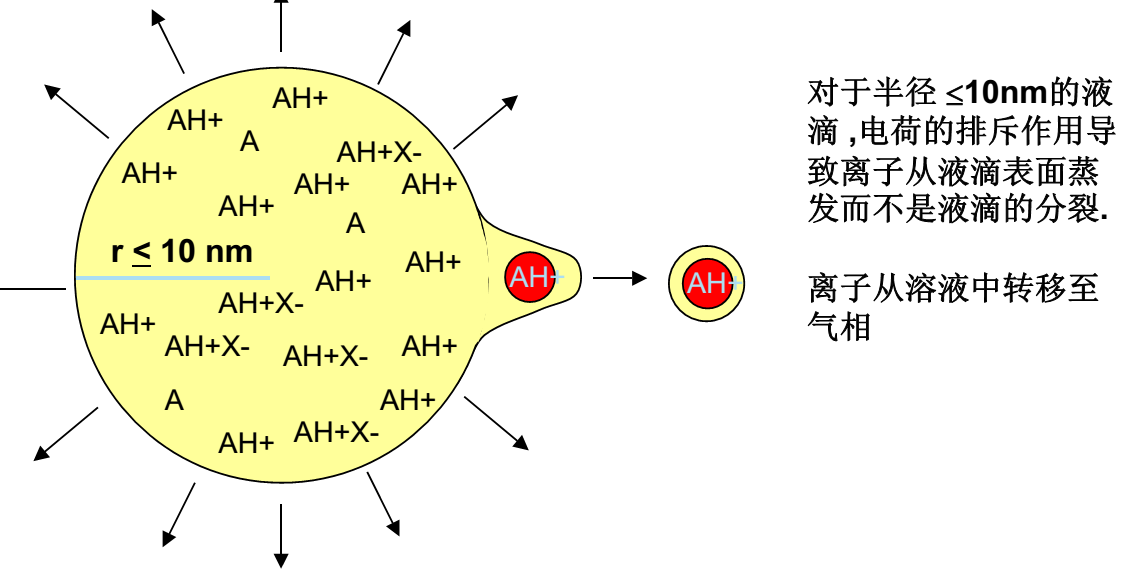 AH+
AH+
A
AH+X-
AH+
AH+
AH+
AH+
A
r ≤ 10 nm
AH+
AH+
AH+
AH+
AH+X-
AH+
AH+X-
AH+X-
AH+
A
AH+
AH+X-
AH+
对于半径 ≤10nm的液
滴 ,电荷的排斥作用导
致离子从液滴表面蒸
发而不是液滴的分裂.
离子从溶液中转移至
气相